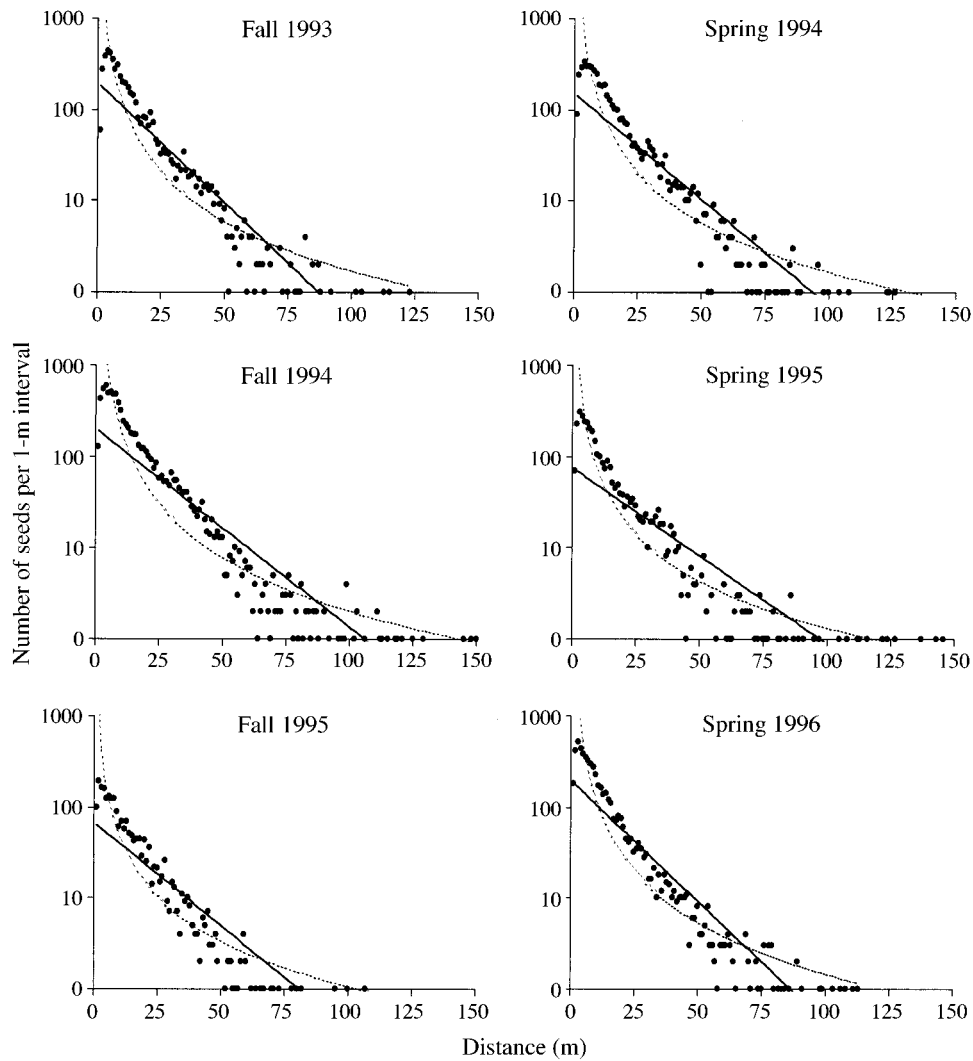 Fall 1993
1000
100
10
0
0 25 50 75 100 125 150
Spring 1994
1000
100
10
0
0 25 50 75 100 125 150
Number of seeds per 1-m interval
Fall 1994
1000
100
10
0
0 25 50 75 100 125 150
Spring 1995
1000
100
10
0
0 25 50 75 100 125 150
Fall 1995
1000
100
10
0
0 25 50 75 100 125 150
Spring 1996
1000
100
10
0
0 25 50 75 100 125 150
Distance (m)